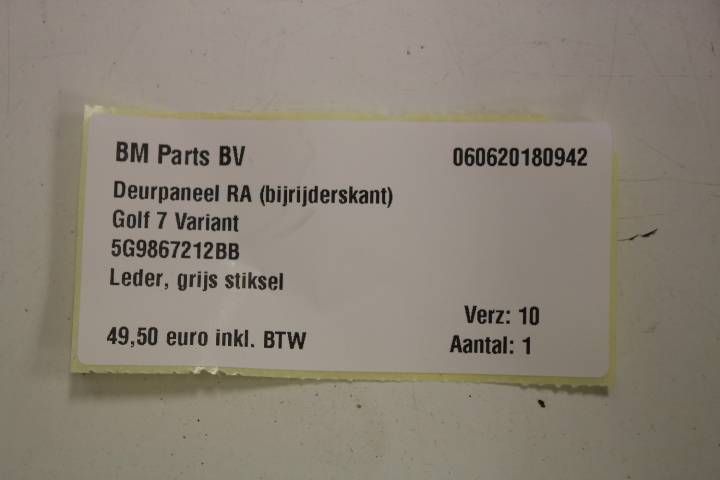 BM Parts BV 060620180942
Deurpaneel RA (bijrijderskant)
Golf 7 Variant
5G9867212BB
Leder, grijs stiksel
Verz: 10
49,50 euro inkl. BTW Aantal: 1